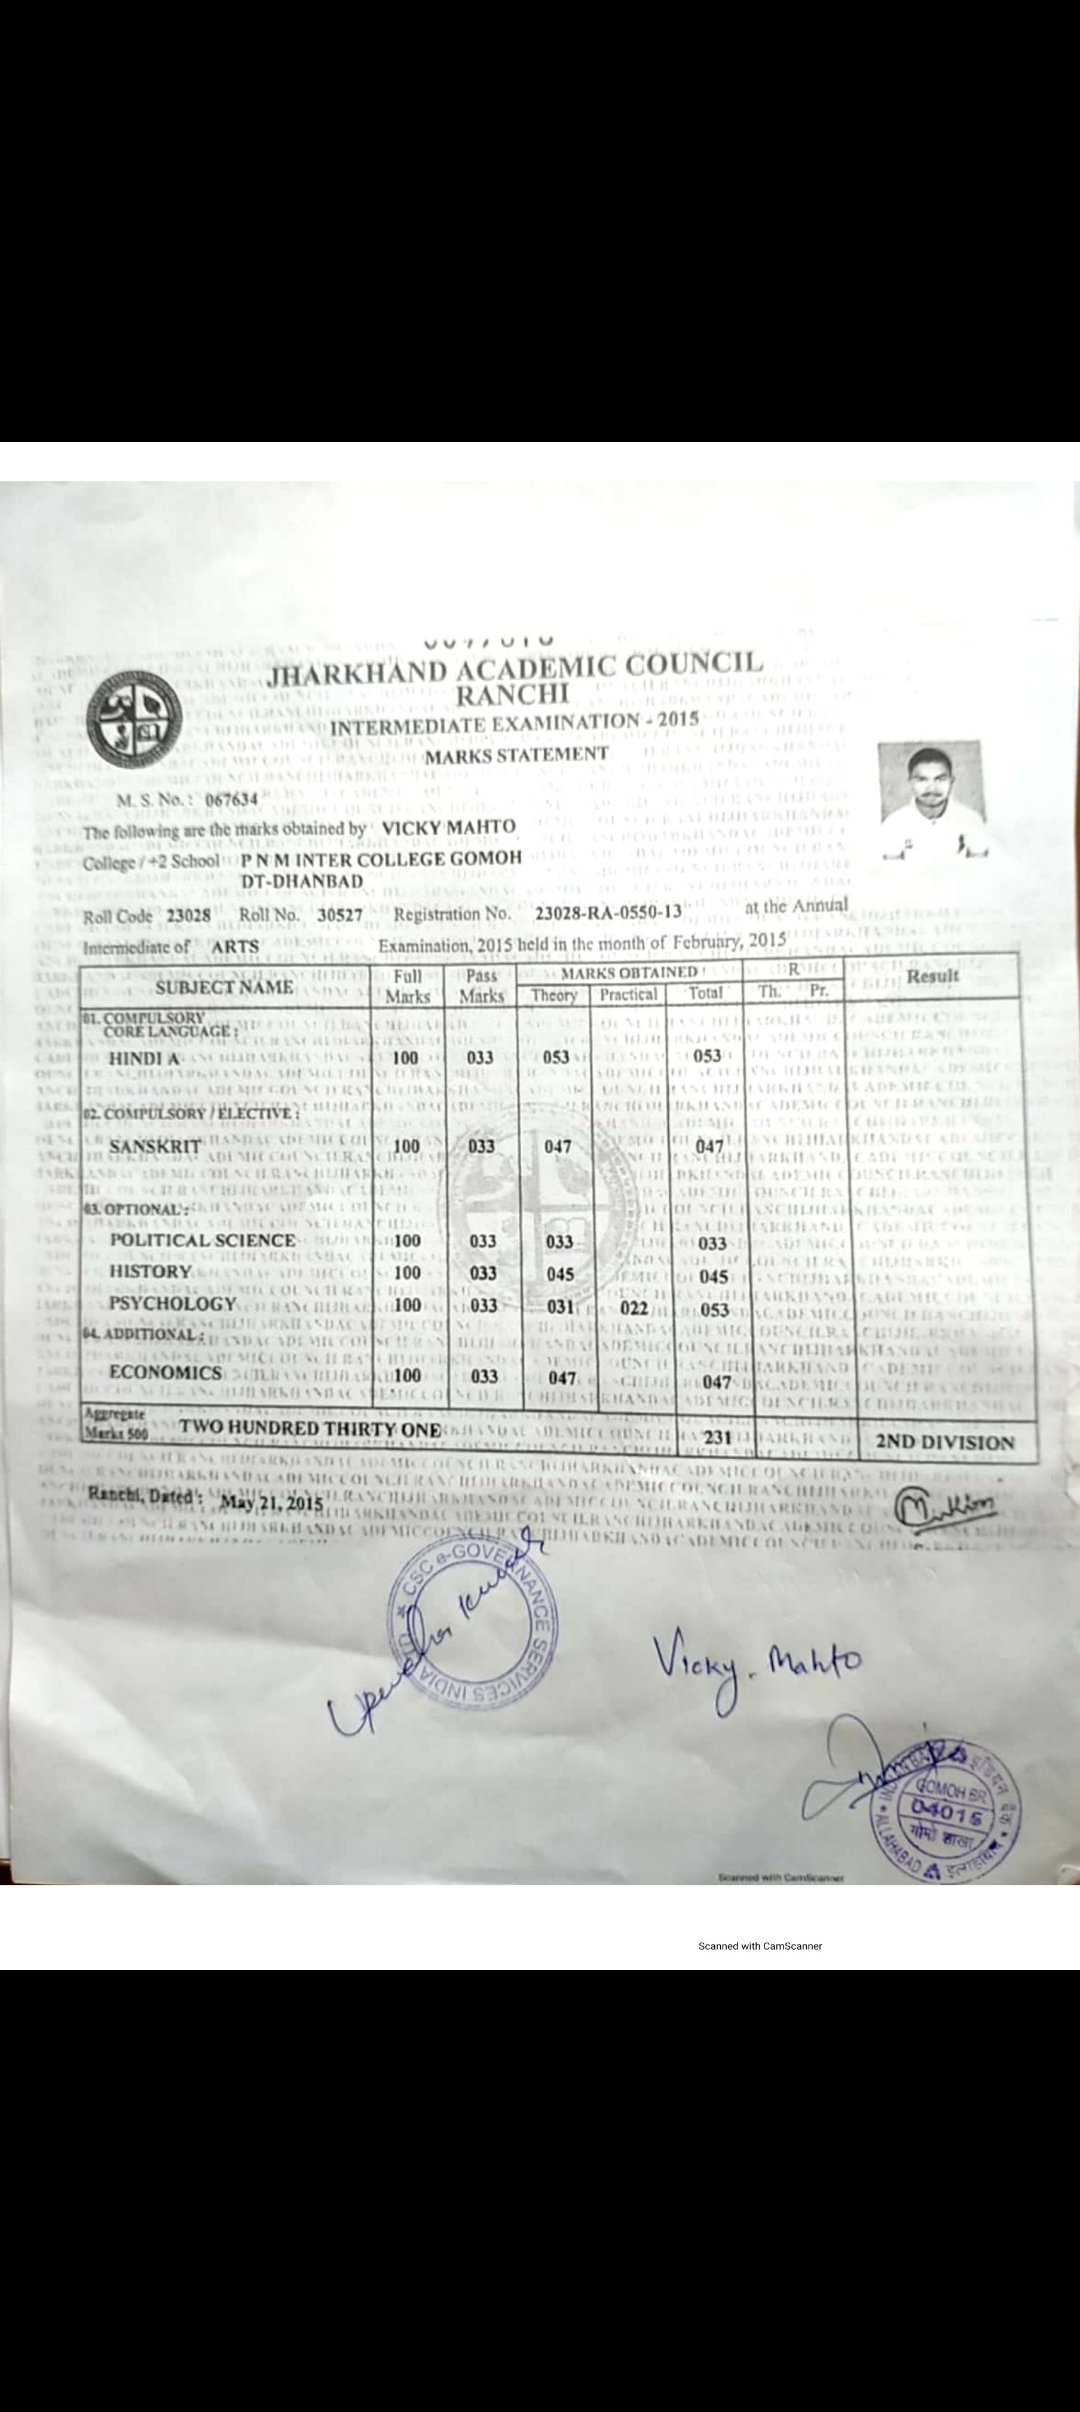 JHARKHAND ACADEMIC COUNCIL
RANCHI
INTERMEDIATE EXAMINATION - 2015
MARKS STATEMENT
M. S. No. : 067634
The following are the marks obtained by VICKY MAHTO
College / +2 School P N M INTER COLLEGE GOMOH
DT-DHANBAD
Roll Code 23028 Roll No. 30527 Registration No. 23028-RA-0550-13 at the Annual
Intermediate of ARTS Examination, 2015 held in the month of February, 2015
SUBJECT NAME Full Marks Pass Marks MARKS OBTAINED R Result
Theory Practical Total Th. Pr.
01. COMPULSORY
CORE LANGUAGE :
HINDI A 100 033 053 053
02. COMPULSORY / ELECTIVE :
SANSKRIT 100 033 047 047
03. OPTIONAL :
POLITICAL SCIENCE 100 033 033 033
HISTORY 100 033 045 045
PSYCHOLOGY 100 033 031 022 053
04. ADDITIONAL :
ECONOMICS 100 033 047 047
Aggregate Marks 500 TWO HUNDRED THIRTY ONE 231 2ND DIVISION
Ranchi, Dated : May 21, 2015
CSC e-GOVERNANCE SERVICES INDIA LTD
Vicky. Mahto
GOMOH BR
04015
गोमो शाखा
ALLAHABAD
Scanned with CamScanner
Scanned with CamScanner